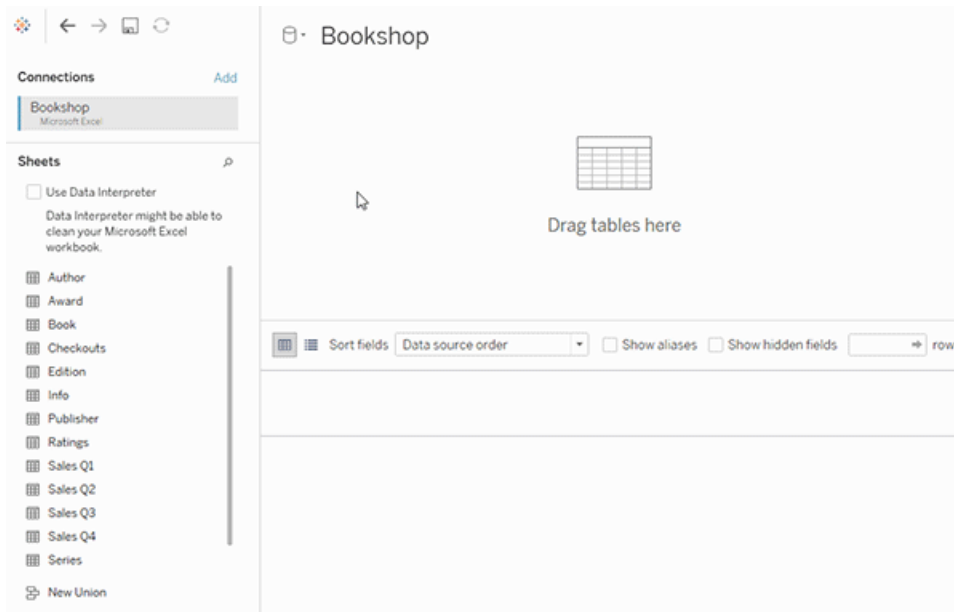 Bookshop
Connections Add
Bookshop
Microsoft Excel
Sheets
Use Data Interpreter
Data Interpreter might be able to
clean your Microsoft Excel
workbook.
Author
Award
Book
Checkouts
Edition
Info
Publisher
Ratings
Sales Q1
Sales Q2
Sales Q3
Sales Q4
Series
New Union
Drag tables here
Sort fields Data source order Show aliases Show hidden fields row